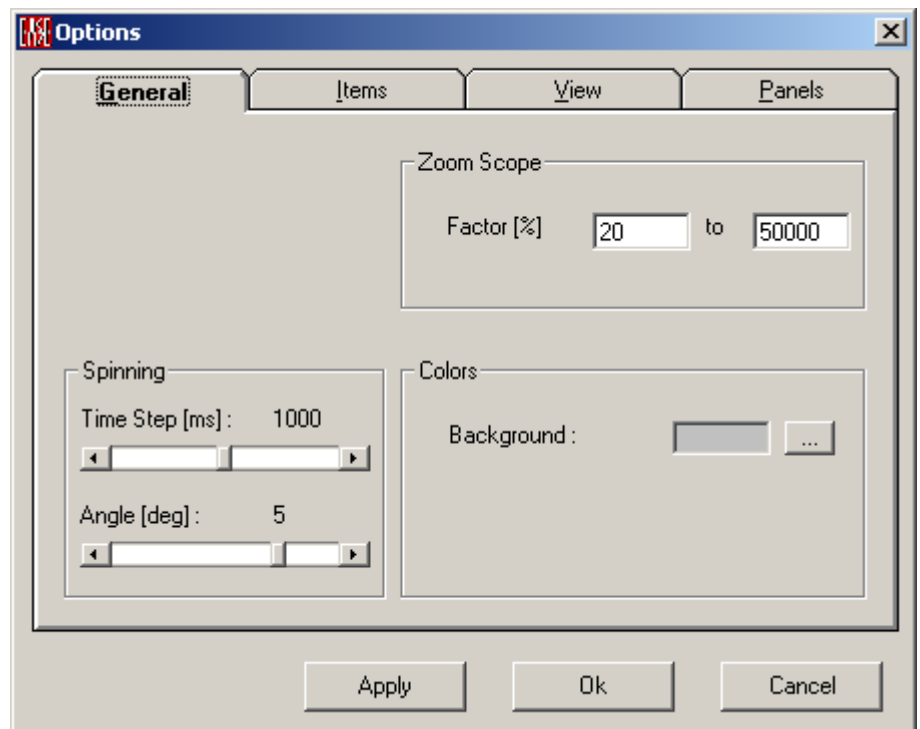 EASE Options
General Items View Panels
Zoom Scope
Factor [%] 20 to 50000
Spinning
Time Step [ms] : 1000
Angle [deg] : 5
Colors
Background : ...
Apply Ok Cancel